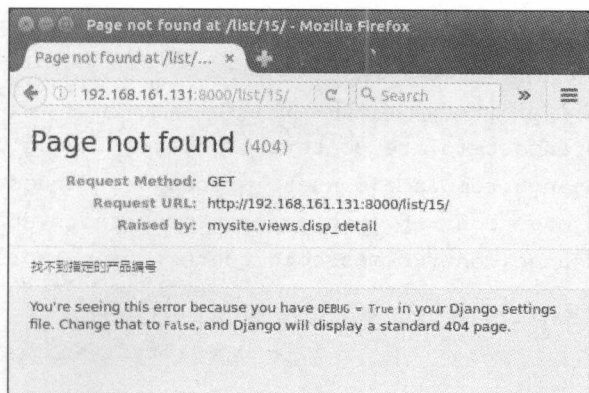 Page not found at /list/15/ - Mozilla Firefox
Page not found at /list/... ×
192.168.161.131:8000/list/15/ Search
Page not found (404)
Request Method: GET
Request URL: http://192.168.161.131:8000/list/15/
Raised by: mysite.views.disp_detail
找不到指定的产品编号
You're seeing this error because you have DEBUG = True in your Django settings
file. Change that to False, and Django will display a standard 404 page.